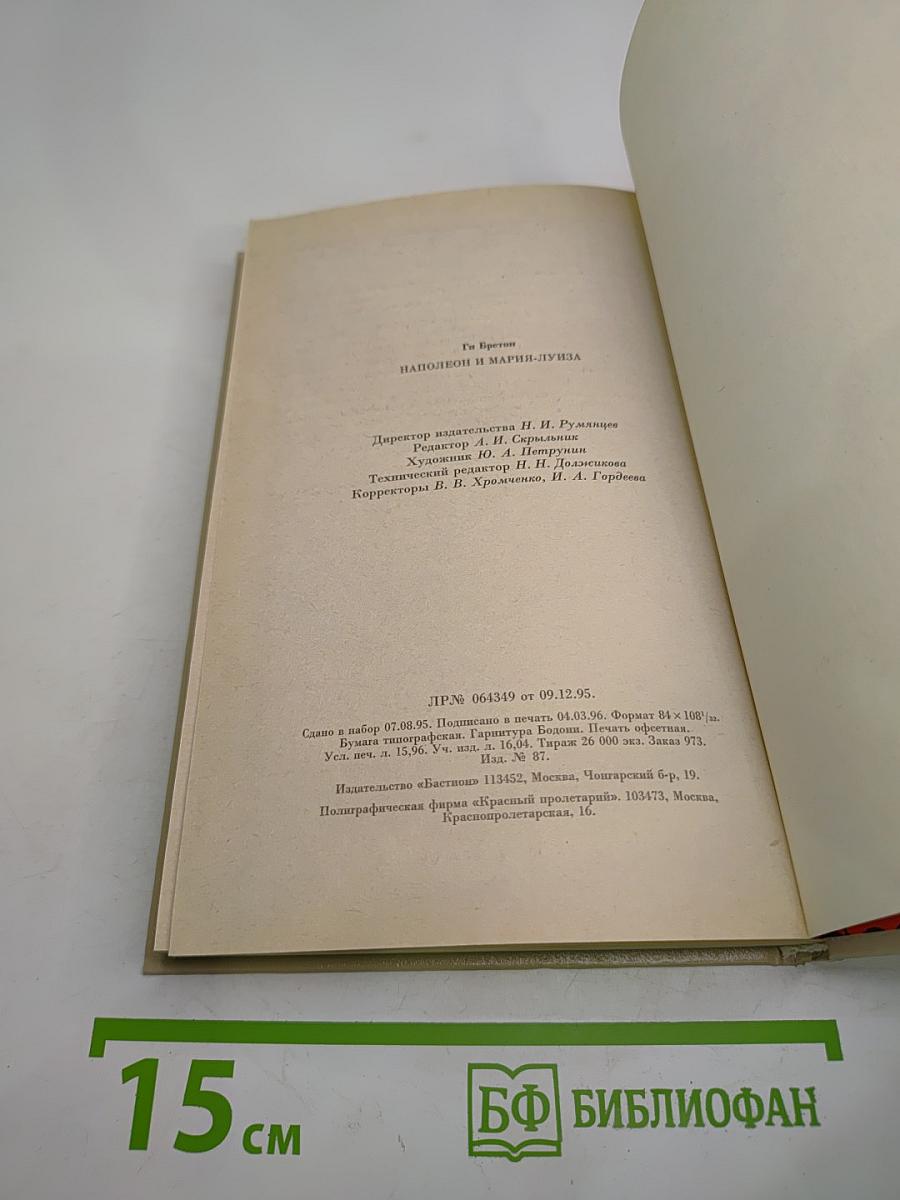 Ги Бретон
НАПОЛЕОН И МАРИЯ-ЛУИЗА
Директор издательства Н. И. Румянцев
Редактор А. И. Скрыльник
Художник Ю. А. Петрунин
Технический редактор Н. Н. Должикова
Корректоры В. В. Хромченко, И. А. Гордеева
ЛР№ 064349 от 09.12.95.
Сдано в набор 07.08.95. Подписано в печать 04.03.96. Формат 84×108¹/₃₂.
Бумага типографская. Гарнитура Бодони. Печать офсетная.
Усл. печ. л. 15,96. Уч. изд. л. 16,04. Тираж 26 000 экз. Заказ 973.
Изд. № 87.
Издательство «Бастион» 113452, Москва, Чонгарский б-р, 19.
Полиграфическая фирма «Красный пролетарий». 103473, Москва,
Краснопролетарская, 16.
15 см
БФ БИБЛИОФАН